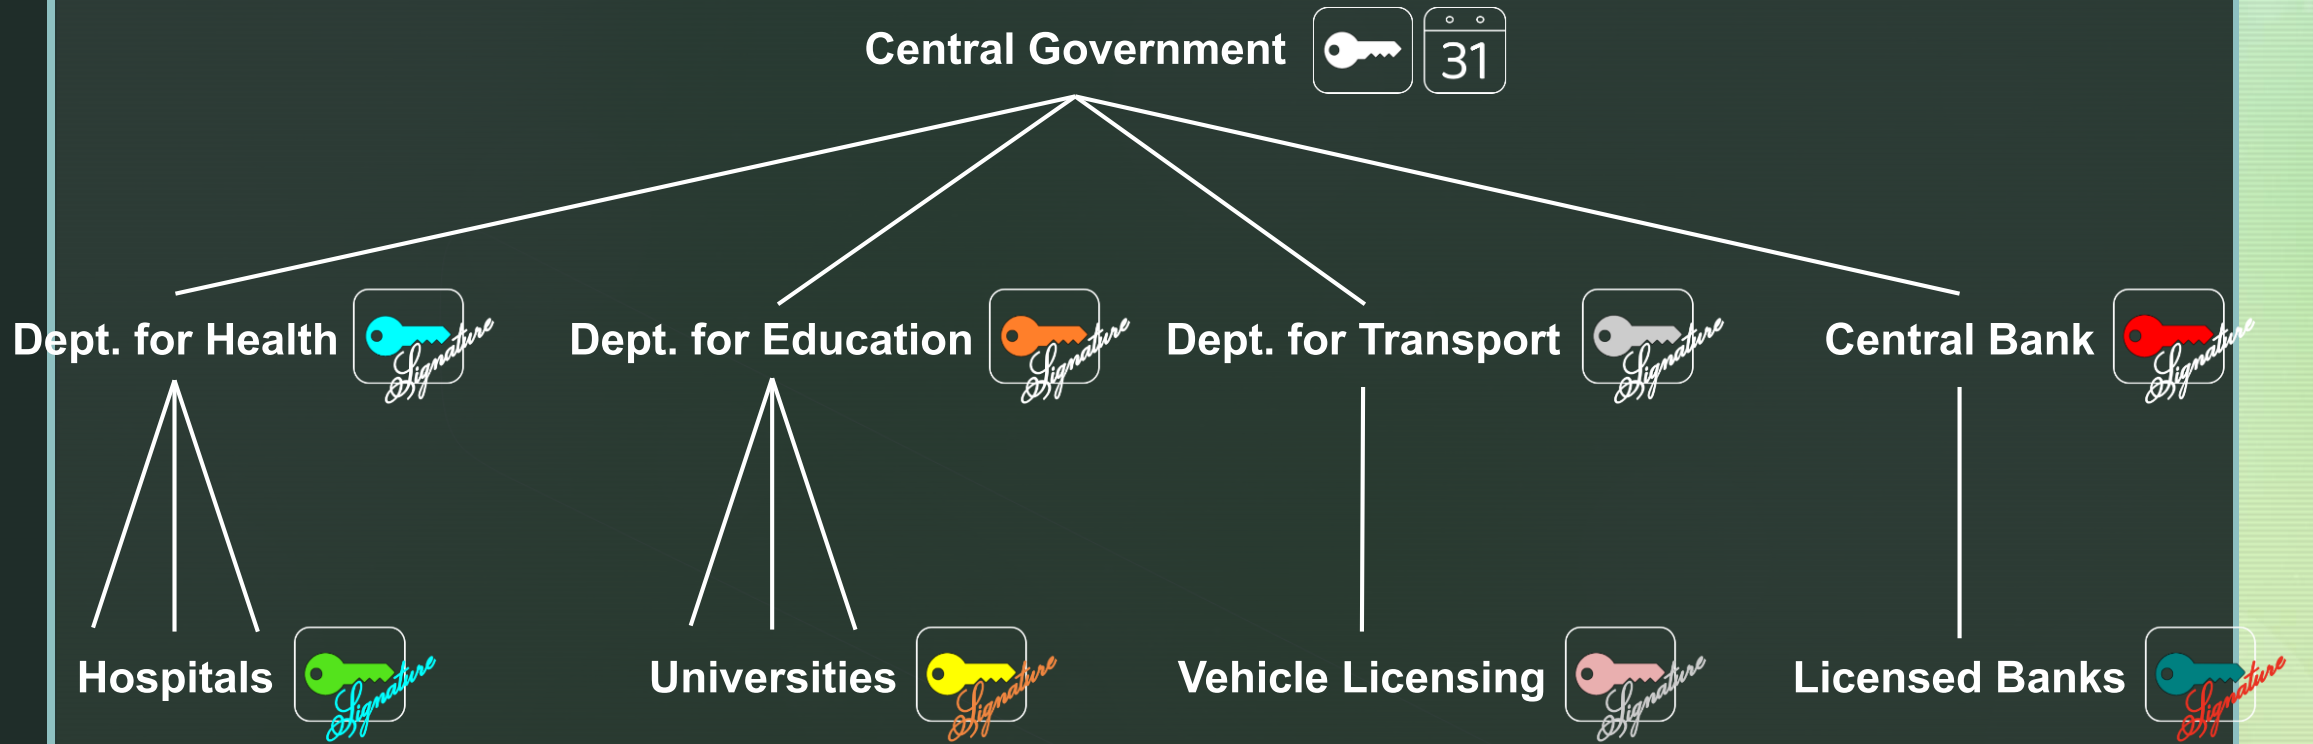 Central Government
31
Dept. for Health
Signature
Dept. for Education
Signature
Dept. for Transport
Signature
Central Bank
Signature
Hospitals
Signature
Universities
Signature
Vehicle Licensing
Signature
Licensed Banks
Signature